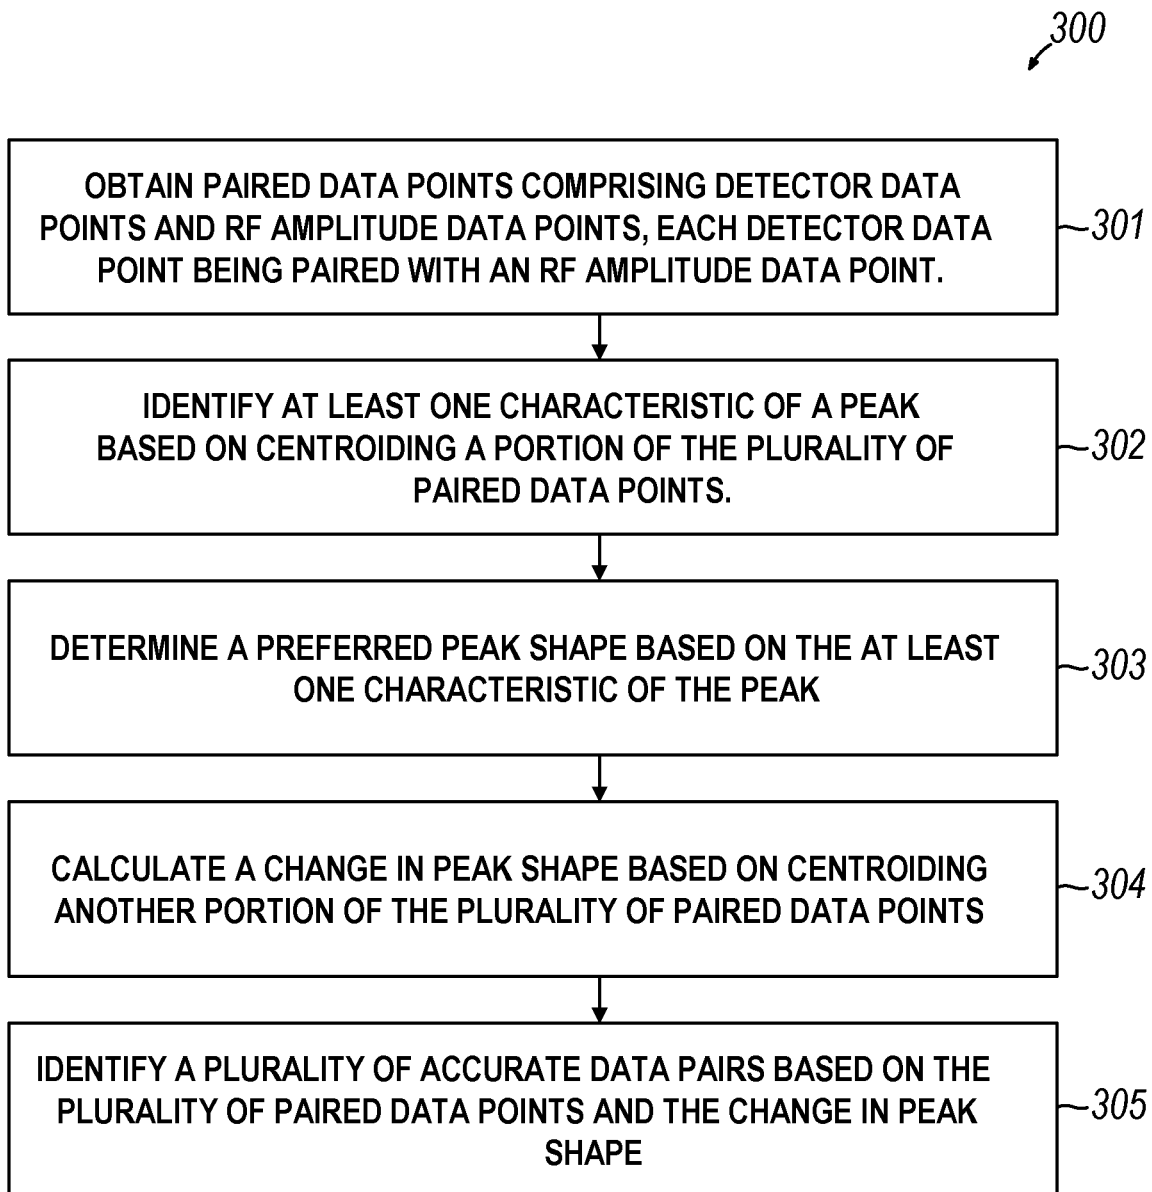 300
OBTAIN PAIRED DATA POINTS COMPRISING DETECTOR DATA
POINTS AND RF AMPLITUDE DATA POINTS, EACH DETECTOR DATA
POINT BEING PAIRED WITH AN RF AMPLITUDE DATA POINT.
301
IDENTIFY AT LEAST ONE CHARACTERISTIC OF A PEAK
BASED ON CENTROIDING A PORTION OF THE PLURALITY OF
PAIRED DATA POINTS.
302
DETERMINE A PREFERRED PEAK SHAPE BASED ON THE AT LEAST
ONE CHARACTERISTIC OF THE PEAK
303
CALCULATE A CHANGE IN PEAK SHAPE BASED ON CENTROIDING
ANOTHER PORTION OF THE PLURALITY OF PAIRED DATA POINTS
304
IDENTIFY A PLURALITY OF ACCURATE DATA PAIRS BASED ON THE
PLURALITY OF PAIRED DATA POINTS AND THE CHANGE IN PEAK
SHAPE
305